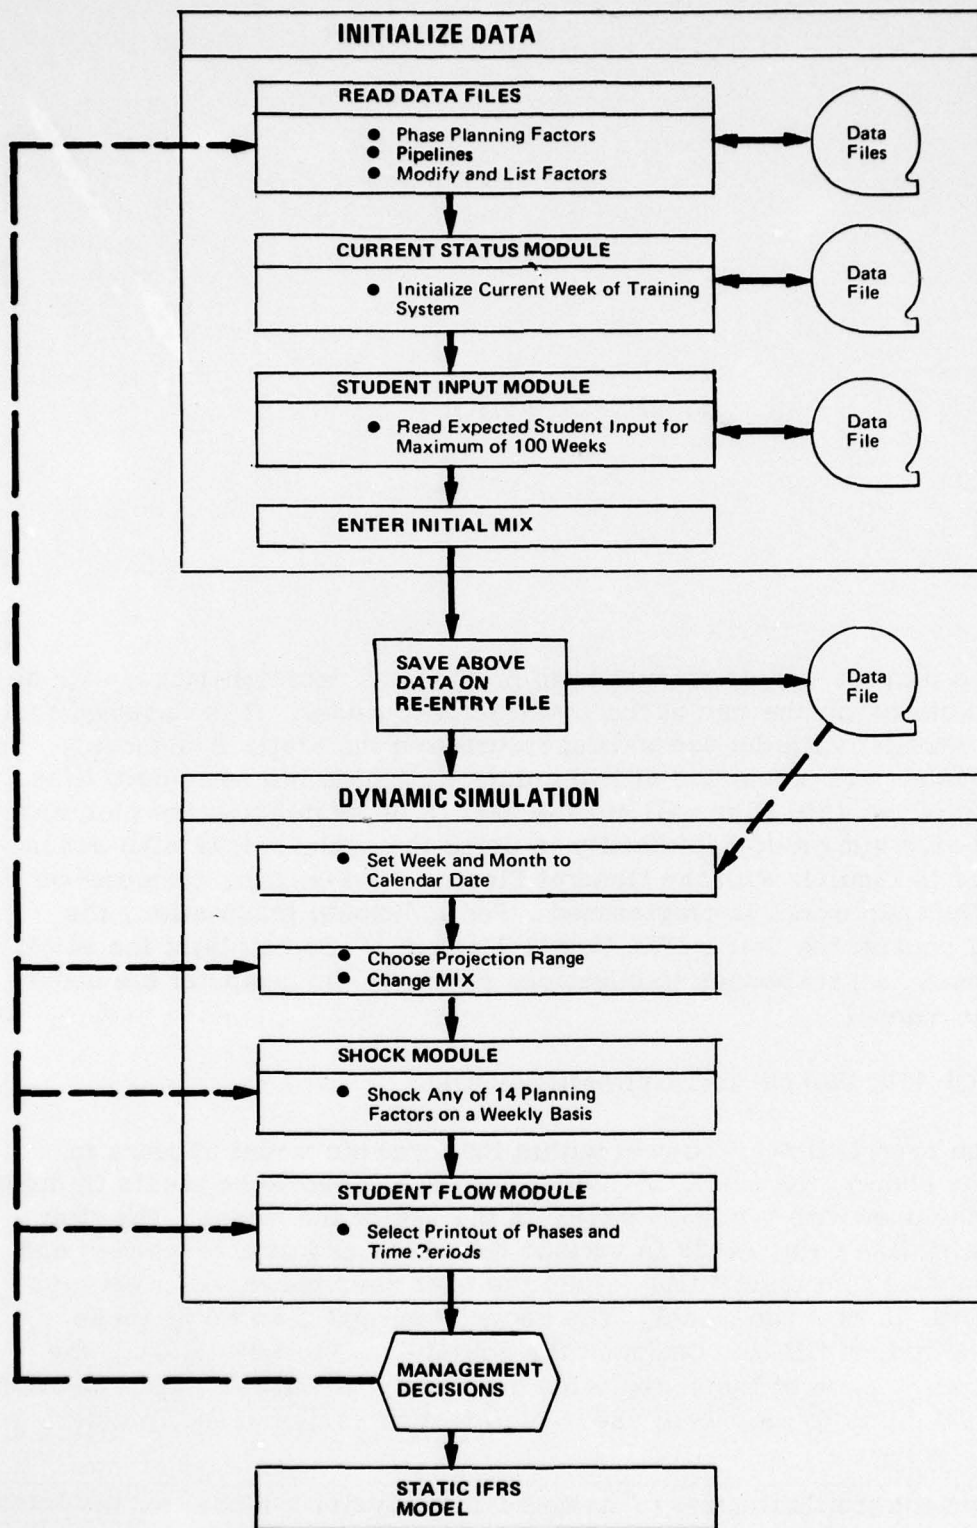 INITIALIZE DATA
READ DATA FILES
● Phase Planning Factors
● Pipelines
● Modify and List Factors
Data
Files
CURRENT STATUS MODULE
● Initialize Current Week of Training
System
Data
File
STUDENT INPUT MODULE
● Read Expected Student Input for
Maximum of 100 Weeks
Data
File
ENTER INITIAL MIX
SAVE ABOVE
DATA ON
RE-ENTRY FILE
Data
File
DYNAMIC SIMULATION
● Set Week and Month to
Calendar Date
● Choose Projection Range
● Change MIX
SHOCK MODULE
● Shock Any of 14 Planning
Factors on a Weekly Basis
STUDENT FLOW MODULE
● Select Printout of Phases and
Time Periods
MANAGEMENT
DECISIONS
STATIC IFRS
MODEL